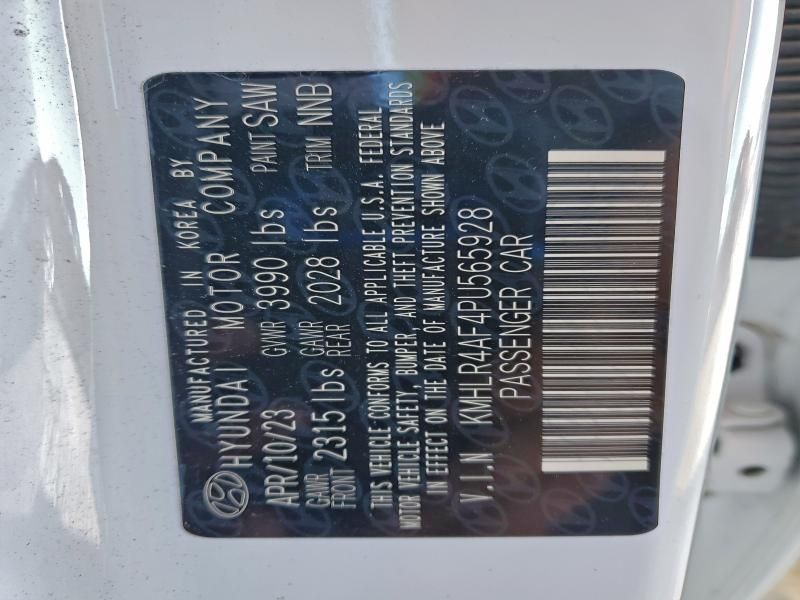 MANUFACTURED IN KOREA BY
HYUNDAI MOTOR COMPANY
APR/10/23 GVWR 3990 lbs PAINT SAW
GAWR FRONT 2315 lbs GAWR REAR 2028 lbs TRIM NNB
THIS VEHICLE CONFORMS TO ALL APPLICABLE U.S.A. FEDERAL
MOTOR VEHICLE SAFETY, BUMPER, AND THEFT PREVENTION STANDARDS
IN EFFECT ON THE DATE OF MANUFACTURE SHOWN ABOVE
V.I.N KMHLR4AF4PU565928
PASSENGER CAR